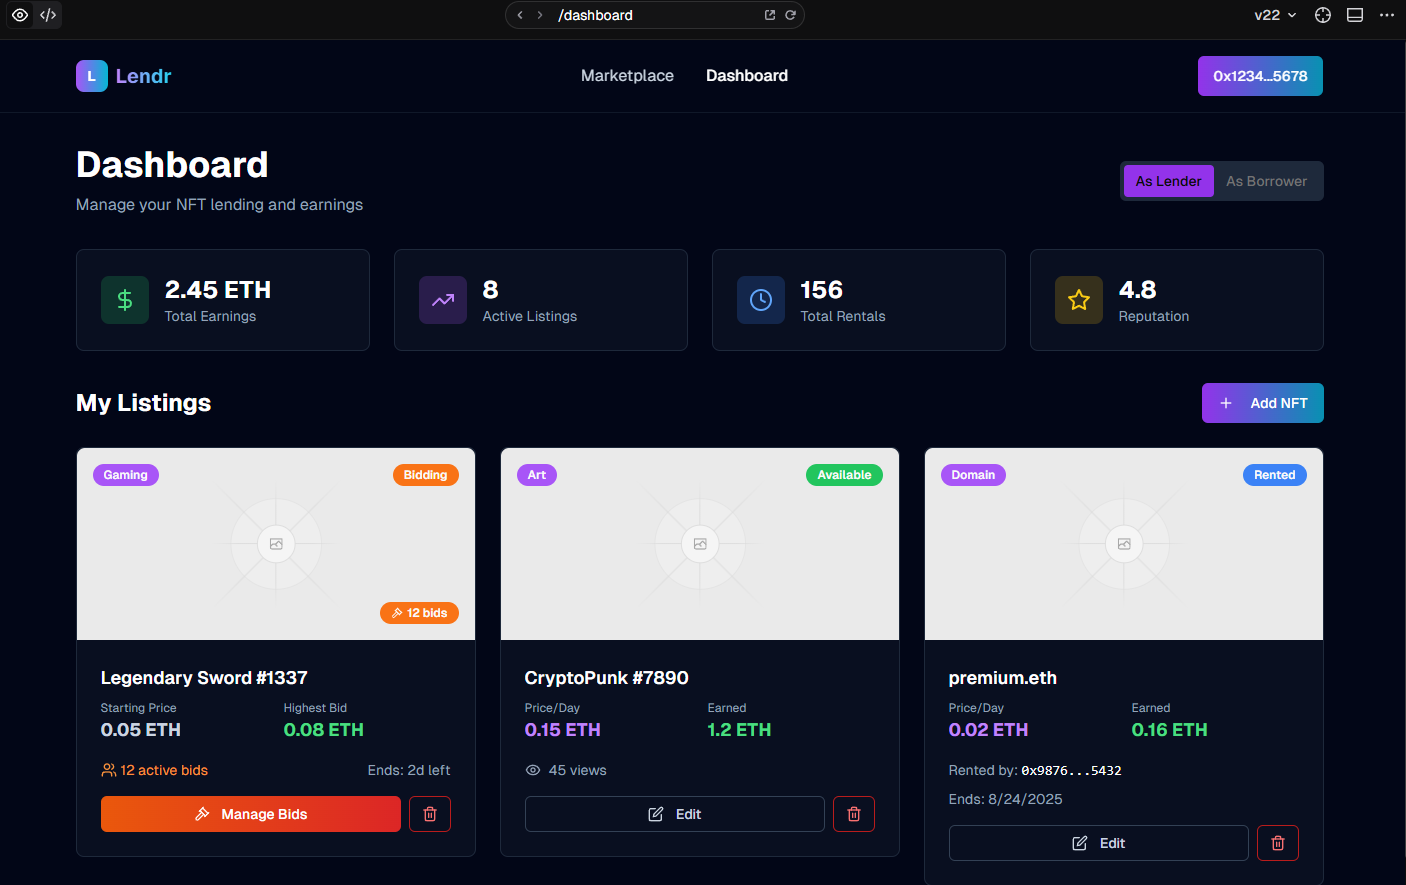 /dashboard
v22
L Lendr
Marketplace
Dashboard
0x1234...5678
Dashboard
Manage your NFT lending and earnings
As Lender
As Borrower
2.45 ETH
Total Earnings
8
Active Listings
156
Total Rentals
4.8
Reputation
My Listings
Add NFT
Gaming
Bidding
12 bids
Legendary Sword #1337
Starting Price
Highest Bid
0.05 ETH
0.08 ETH
12 active bids
Ends: 2d left
Manage Bids
Art
Available
CryptoPunk #7890
Price/Day
Earned
0.15 ETH
1.2 ETH
45 views
Edit
Domain
Rented
premium.eth
Price/Day
Earned
0.02 ETH
0.16 ETH
Rented by: 0x9876...5432
Ends: 8/24/2025
Edit